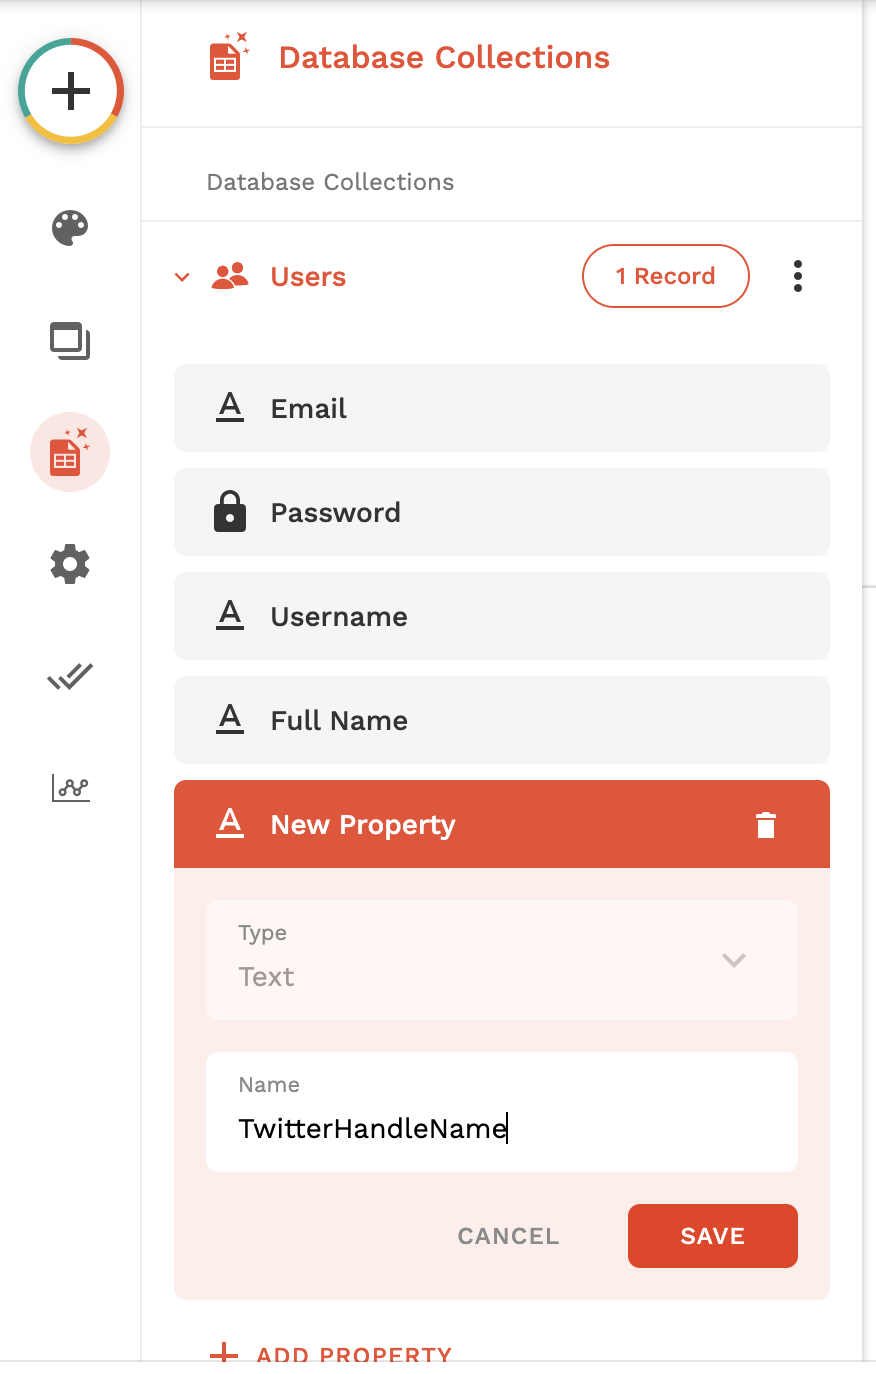 Database Collections
Database Collections
Users
1 Record
Email
Password
Username
Full Name
New Property
Type
Text
Name
TwitterHandleName
CANCEL
SAVE
ADD PROPERTY